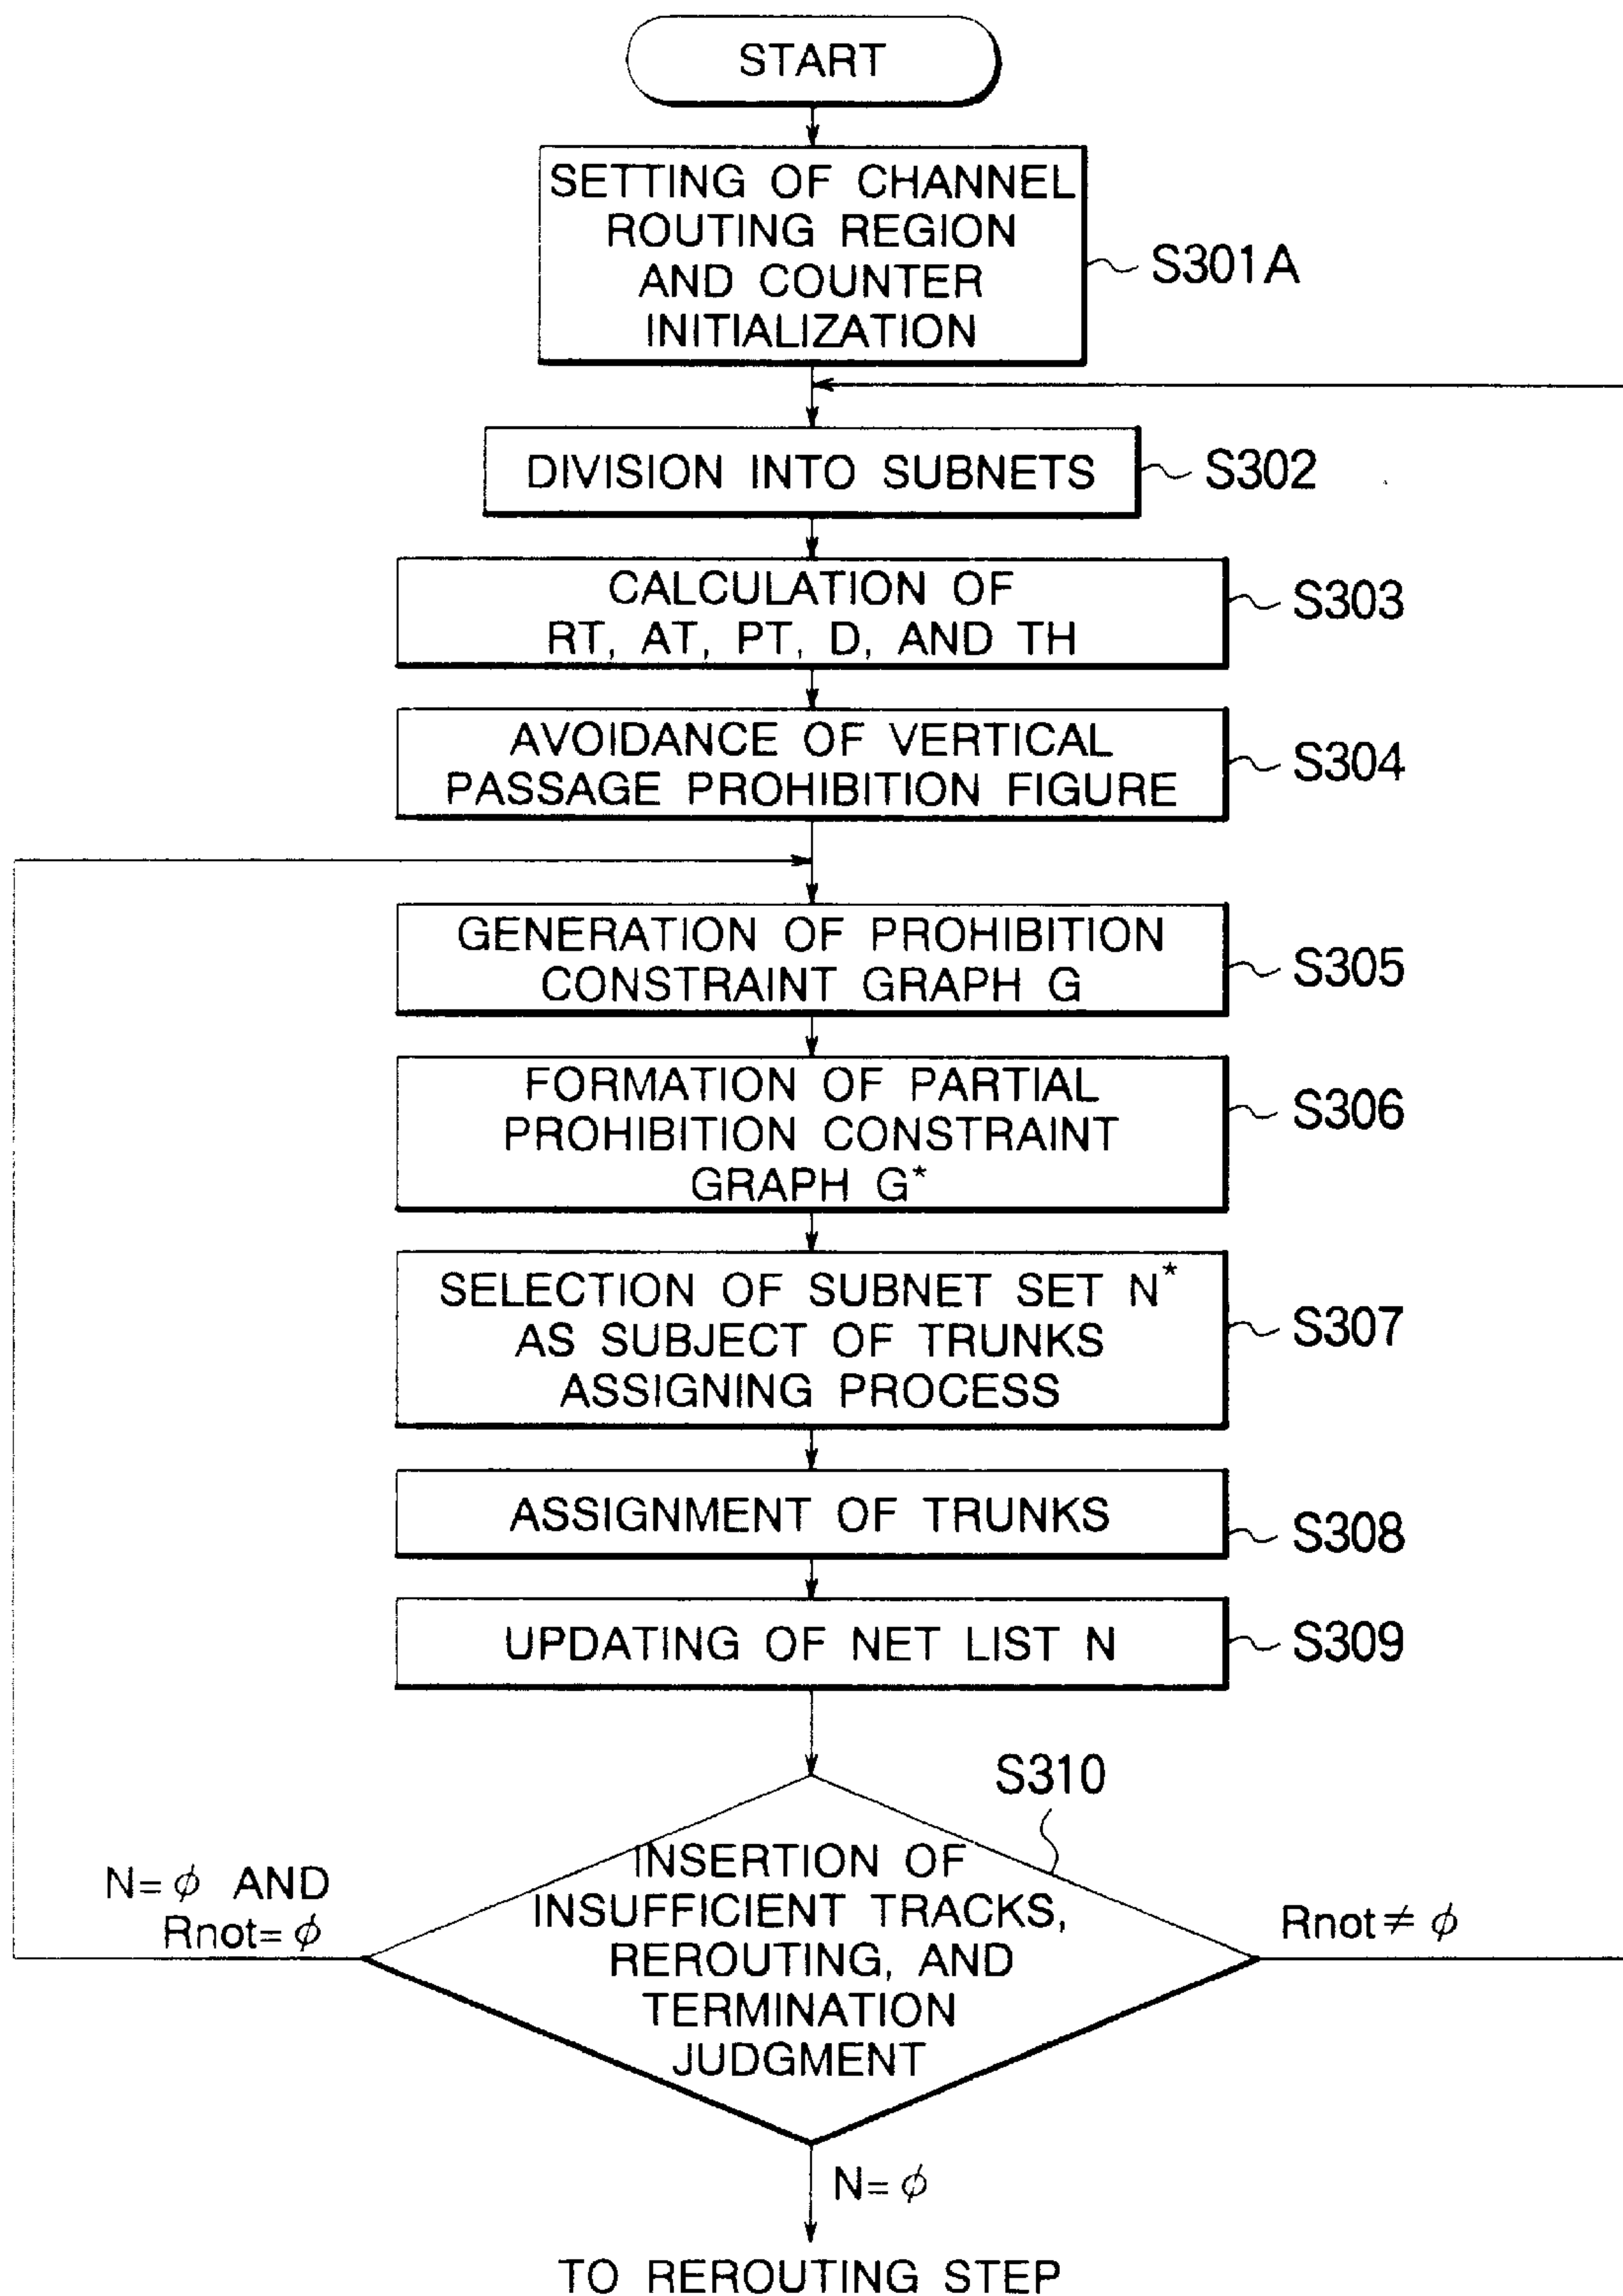 START
SETTING OF CHANNEL
ROUTING REGION
AND COUNTER
INITIALIZATION
S301A
DIVISION INTO SUBNETS
S302
CALCULATION OF
RT, AT, PT, D, AND TH
S303
AVOIDANCE OF VERTICAL
PASSAGE PROHIBITION FIGURE
S304
GENERATION OF PROHIBITION
CONSTRAINT GRAPH G
S305
FORMATION OF PARTIAL
PROHIBITION CONSTRAINT
GRAPH G*
S306
SELECTION OF SUBNET SET N*
AS SUBJECT OF TRUNKS
ASSIGNING PROCESS
S307
ASSIGNMENT OF TRUNKS
S308
UPDATING OF NET LIST N
S309
S310
INSERTION OF
INSUFFICIENT TRACKS,
REROUTING, AND
TERMINATION
JUDGMENT
N=ϕ AND
Rnot=ϕ
Rnot≠ϕ
N=ϕ
TO REROUTING STEP